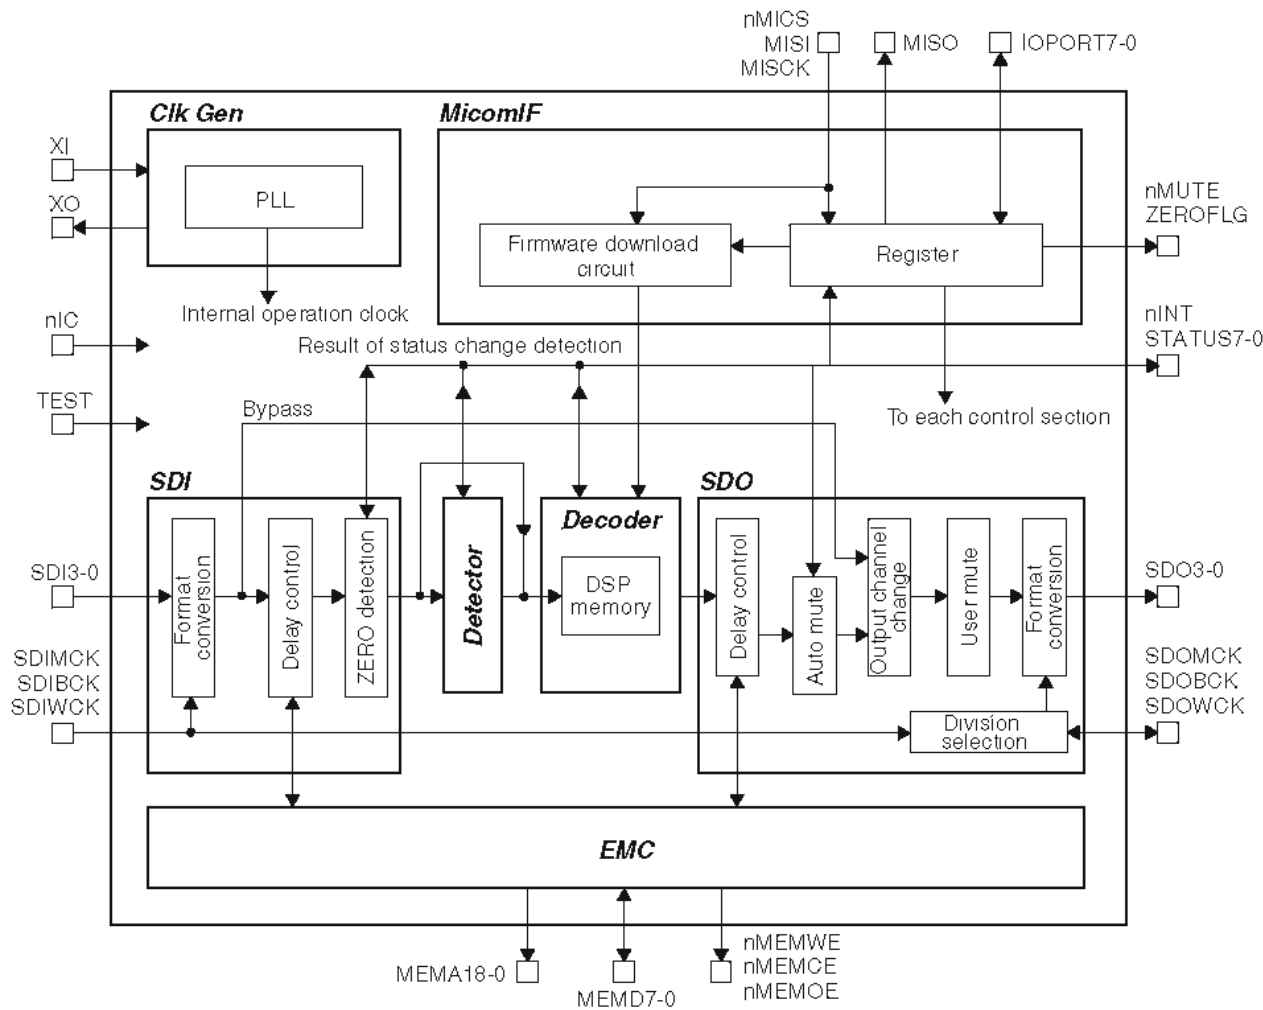 nMICS
MISI
MISCK
MISO
IOPORT7-0
Clk Gen
MicomIF
XI
XO
PLL
nMUTE
ZEROFLG
Firmware download
circuit
Register
Internal operation clock
nIC
nINT
STATUS7-0
Result of status change detection
TEST
Bypass
To each control section
SDI
SDO
Decoder
SDI3-0
Format
conversion
Delay control
ZERO detection
Detector
DSP
memory
Delay control
Auto mute
Output channel
change
User mute
Format
conversion
SDO3-0
SDIMCK
SDIBCK
SDIWCK
SDOMCK
SDOBCK
SDOWCK
Division
selection
EMC
MEMA18-0
MEMD7-0
nMEMWE
nMEMCE
nMEMOE